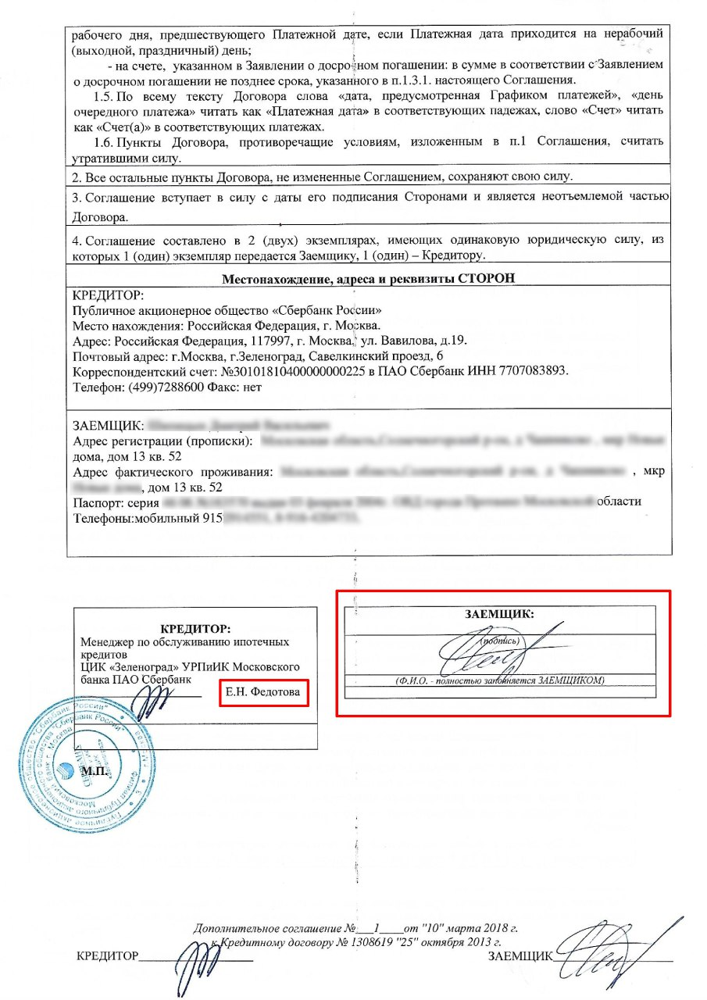 рабочего дня, предшествующего Платежной дате, если Платежная дата приходится на нерабочий
(выходной, праздничный) день;
- на счете, указанном в Заявлении о досрочном погашении: в сумме в соответствии с Заявлением
о досрочном погашении не позднее срока, указанного в п.1.3.1. настоящего Соглашения.
1.5. По всему тексту Договора слова «дата, предусмотренная Графиком платежей», «день
очередного платежа» читать как «Платежная дата» в соответствующих падежах, слово «Счет» читать
как «Счет(а)» в соответствующих платежах.
1.6. Пункты Договора, противоречащие условиям, изложенным в п.1 Соглашения, считать
утратившими силу.
2. Все остальные пункты Договора, не измененные Соглашением, сохраняют свою силу.
3. Соглашение вступает в силу с даты его подписания Сторонами и является неотъемлемой частью
Договора.
4. Соглашение составлено в 2 (двух) экземплярах, имеющих одинаковую юридическую силу, из
которых 1 (один) экземпляр передается Заемщику, 1 (один) – Кредитору.
Местонахождение, адреса и реквизиты СТОРОН
КРЕДИТОР:
Публичное акционерное общество «Сбербанк России»
Место нахождения: Российская Федерация, г. Москва.
Адрес: Российская Федерация, 117997, г. Москва, ул. Вавилова, д.19.
Почтовый адрес: г.Москва, г.Зеленоград, Савелкинский проезд, 6
Корреспондентский счет: №30101810400000000225 в ПАО Сбербанк ИНН 7707083893.
Телефон: (499)7288600 Факс: нет
ЗАЕМЩИК:
Адрес регистрации (прописки):
дома, дом 13 кв. 52
Адрес фактического проживания: , мкр
, дом 13 кв. 52
Паспорт: серия области
Телефоны:мобильный 915
КРЕДИТОР:
Менеджер по обслуживанию ипотечных
кредитов
ЦИК «Зеленоград» УРПиИК Московского
банка ПАО Сбербанк
Е.Н. Федотова
М.П.
ЗАЕМЩИК:
(подпись)
(Ф.И.О. - полностью заполняется ЗАЕМЩИКОМ)
Дополнительное соглашение №___1____от "10" марта 2018 г.
к Кредитному договору № 1308619 "25" октября 2013 г.
КРЕДИТОР
ЗАЕМЩИК